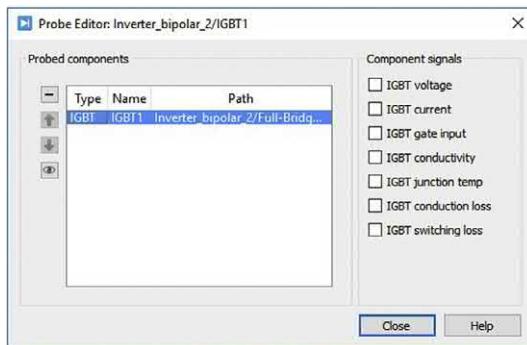 Probe Editor: Inverter_bipolar_2/IGBT1
Probed components
Type Name Path
IGBT IGBT1 Inverter_bipolar_2/Full-Bridg...
Component signals
IGBT voltage
IGBT current
IGBT gate input
IGBT conductivity
IGBT junction temp
IGBT conduction loss
IGBT switching loss
Close Help